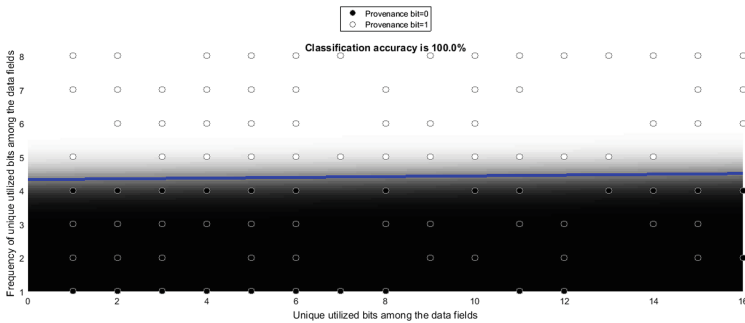 Provenance bit=0
Provenance bit=1
Classification accuracy is 100.0%
Frequency of unique utilized bits among the data fields
8
7
6
5
4
3
2
1
0 2 4 6 8 10 12 14 16
Unique utilized bits among the data fields